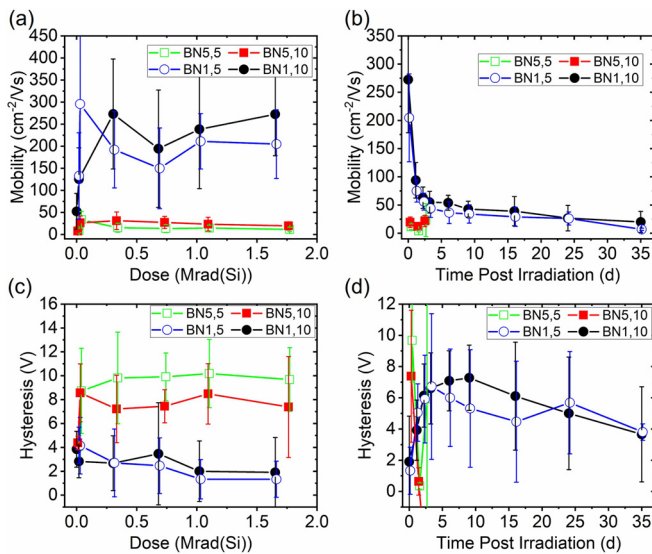 (a)
BN5,5 BN5,10
BN1,5 BN1,10
Mobility (cm⁻²/Vs)
450
400
350
300
250
200
150
100
50
0
0.0 0.5 1.0 1.5 2.0
Dose (Mrad(Si))
(b)
BN5,5 BN5,10
BN1,5 BN1,10
Mobility (cm⁻²/Vs)
350
300
250
200
150
100
50
0
0 5 10 15 20 25 30 35
Time Post Irradiation (d)
(c)
BN5,5 BN5,10
BN1,5 BN1,10
Hysteresis (V)
16
14
12
10
8
6
4
2
0
0.0 0.5 1.0 1.5 2.0
Dose (Mrad(Si))
(d)
BN5,5 BN5,10
BN1,5 BN1,10
Hysteresis (V)
12
10
8
6
4
2
0
0 5 10 15 20 25 30 35
Time Post Irradiation (d)